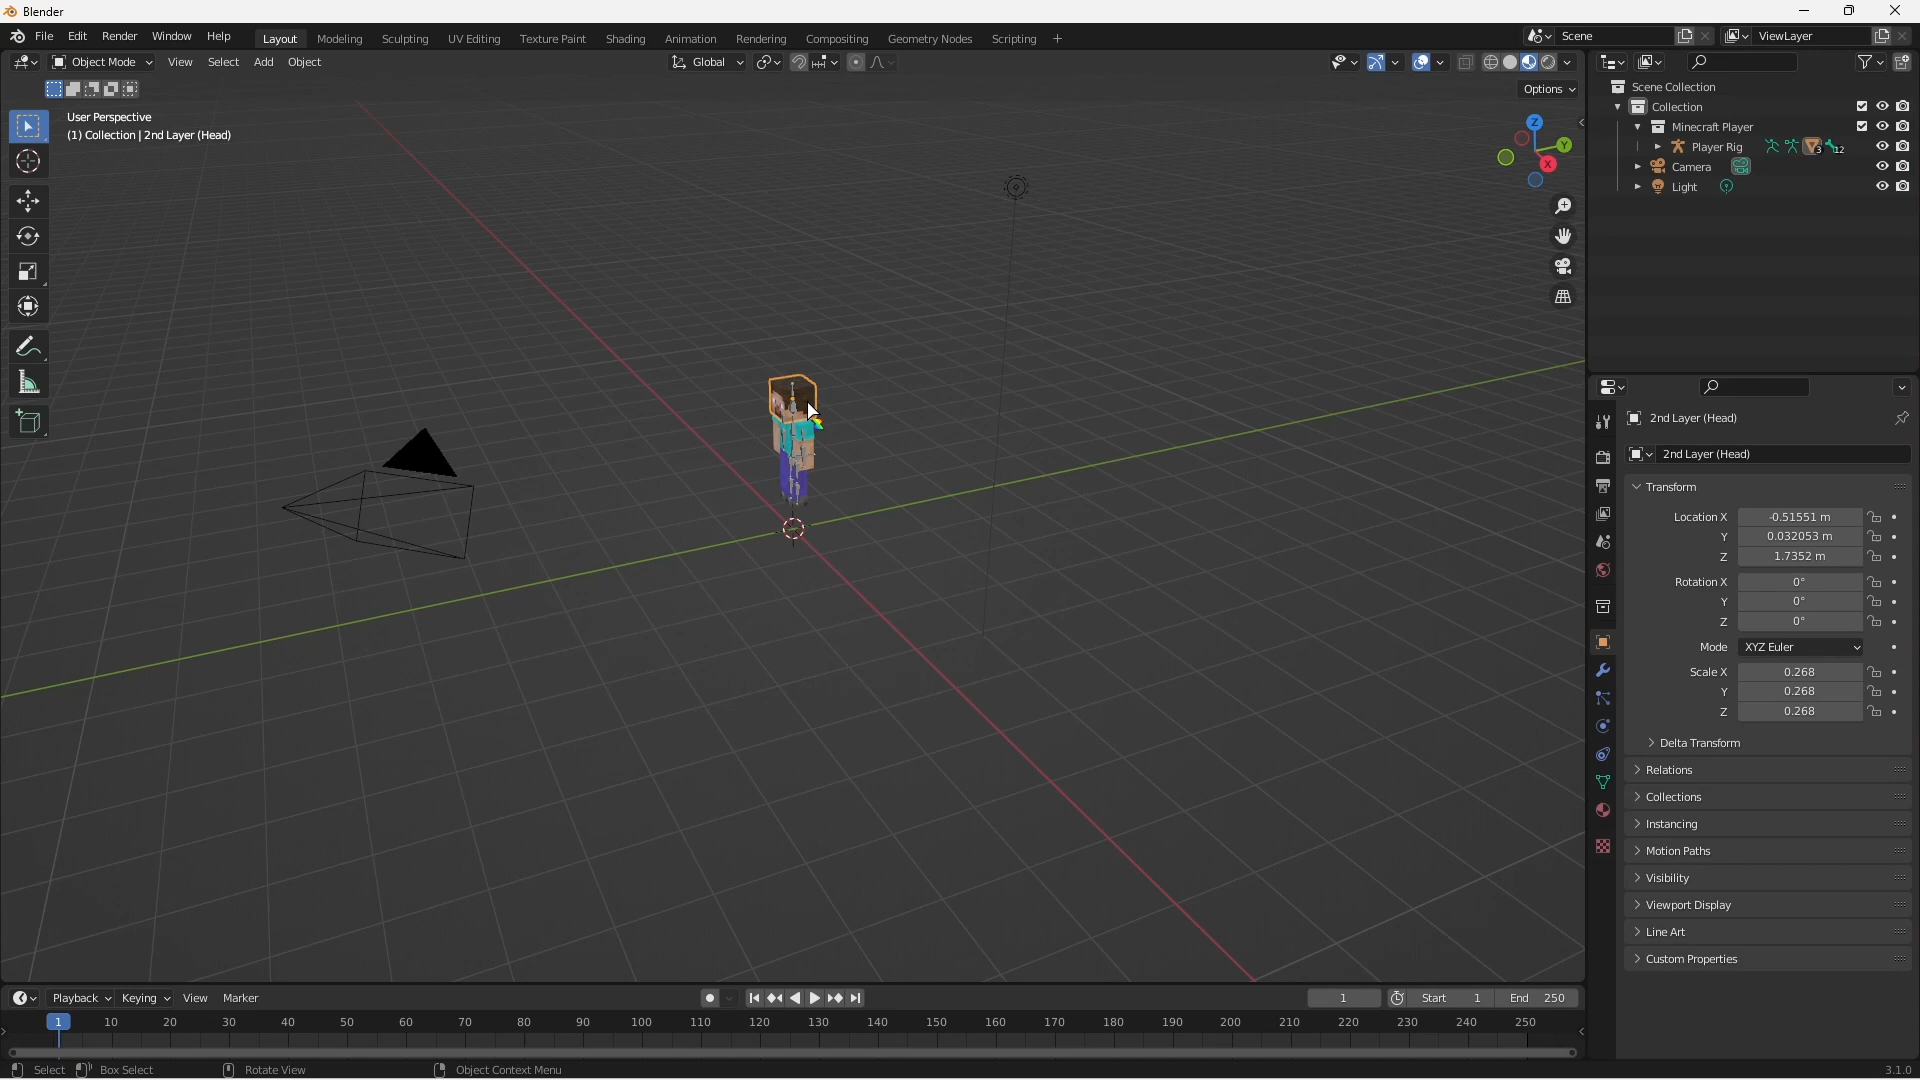 Blender
File Edit Render Window Help Layout Modeling Sculpting UV Editing Texture Paint Shading Animation Rendering Compositing Geometry Nodes Scripting + Scene ViewLayer
Object Mode View Select Add Object Global
Options
User Perspective
(1) Collection | 2nd Layer (Head)
Z
Y
X
Scene Collection
Collection
Minecraft Player
Player Rig 3 12
Camera
Light
2nd Layer (Head)
2nd Layer (Head)
Transform
Location X -0.51551 m
Y 0.032053 m
Z 1.7352 m
Rotation X 0°
Y 0°
Z 0°
Mode XYZ Euler
Scale X 0.268
Y 0.268
Z 0.268
Delta Transform
Relations
Collections
Instancing
Motion Paths
Visibility
Viewport Display
Line Art
Custom Properties
Playback Keying View Marker 1 Start 1 End 250
1 10 20 30 40 50 60 70 80 90 100 110 120 130 140 150 160 170 180 190 200 210 220 230 240 250
Select Box Select Rotate View Object Context Menu 3.1.0